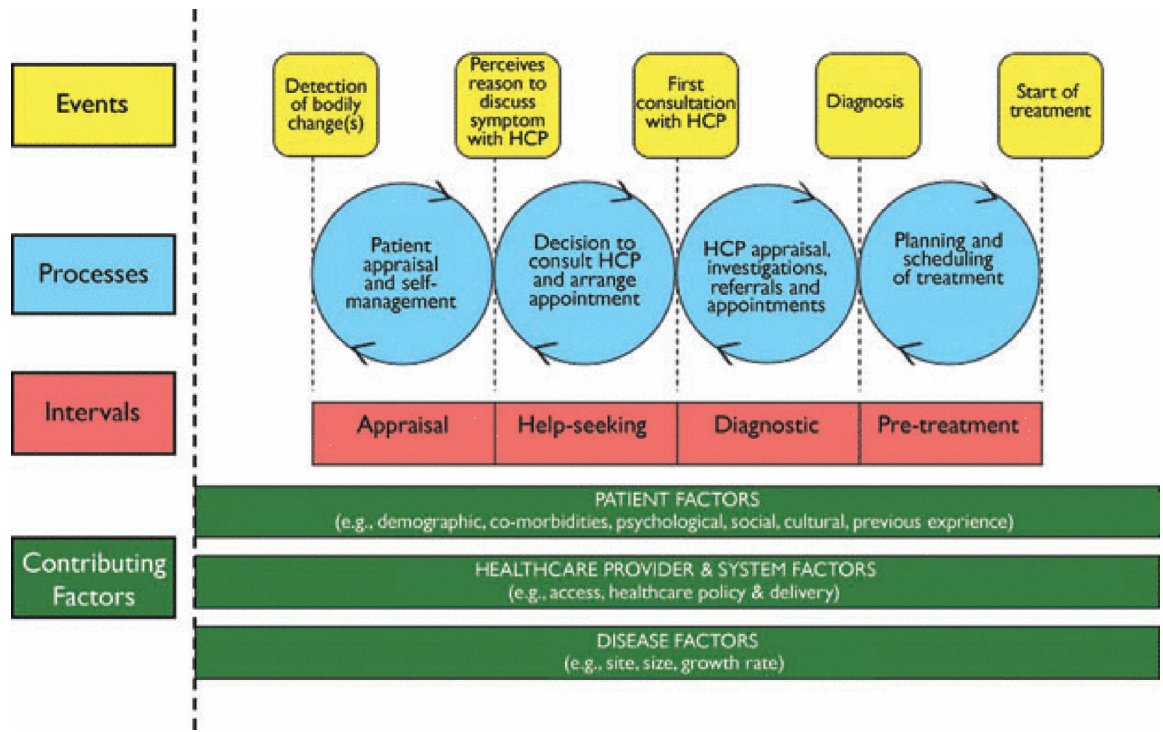 Events
Detection
of bodily
change(s)
Perceives
reason to
discuss
symptom
with HCP
First
consultation
with HCP
Diagnosis
Start of
treatment
Processes
Patient
appraisal
and self-
management
Decision to
consult HCP
and arrange
appointment
HCP appraisal,
investigations,
referrals and
appointments
Planning and
scheduling
of treatment
Intervals
Appraisal
Help-seeking
Diagnostic
Pre-treatment
Contributing
Factors
PATIENT FACTORS
(e.g., demographic, co-morbidities, psychological, social, cultural, previous exprience)
HEALTHCARE PROVIDER & SYSTEM FACTORS
(e.g., access, healthcare policy & delivery)
DISEASE FACTORS
(e.g., site, size, growth rate)